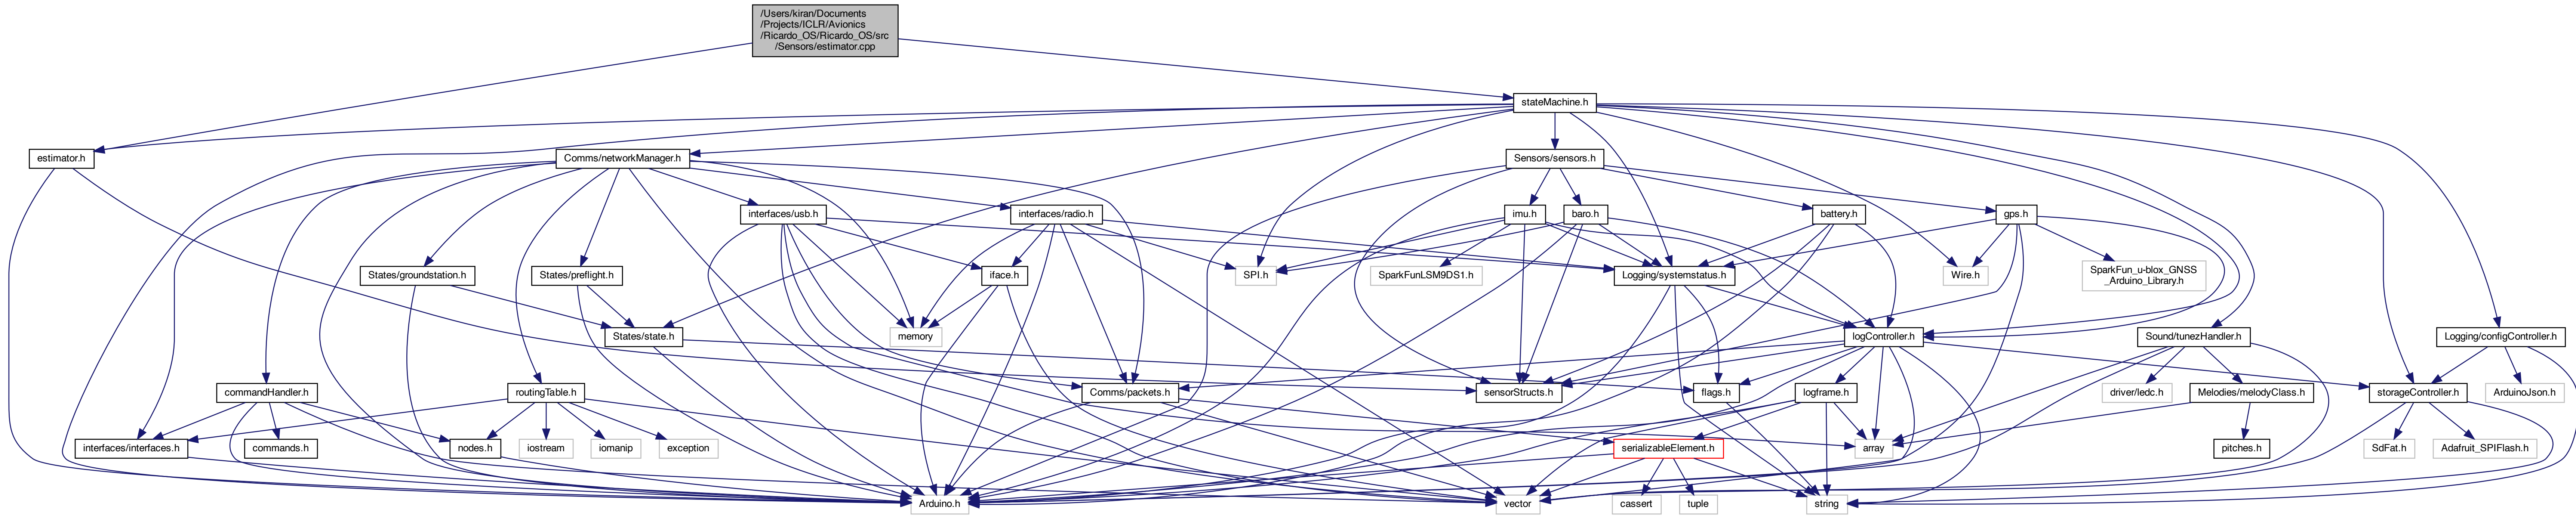 /Users/kiran/Documents
/Projects/ICLR/Avionics
/Ricardo_OS/Ricardo_OS/src
/Sensors/estimator.cpp
stateMachine.h
estimator.h
Comms/networkManager.h
Sensors/sensors.h
interfaces/usb.h
interfaces/radio.h
imu.h
baro.h
battery.h
gps.h
States/groundstation.h
States/preflight.h
iface.h
SPI.h
SparkFunLSM9DS1.h
Logging/systemstatus.h
Wire.h
SparkFun_u-blox_GNSS
_Arduino_Library.h
States/state.h
memory
logController.h
Sound/tunezHandler.h
Logging/configController.h
commandHandler.h
routingTable.h
Comms/packets.h
sensorStructs.h
flags.h
logframe.h
driver/ledc.h
Melodies/melodyClass.h
storageController.h
ArduinoJson.h
interfaces/interfaces.h
commands.h
nodes.h
iostream
iomanip
exception
serializableElement.h
array
pitches.h
SdFat.h
Adafruit_SPIFlash.h
Arduino.h
vector
cassert
tuple
string